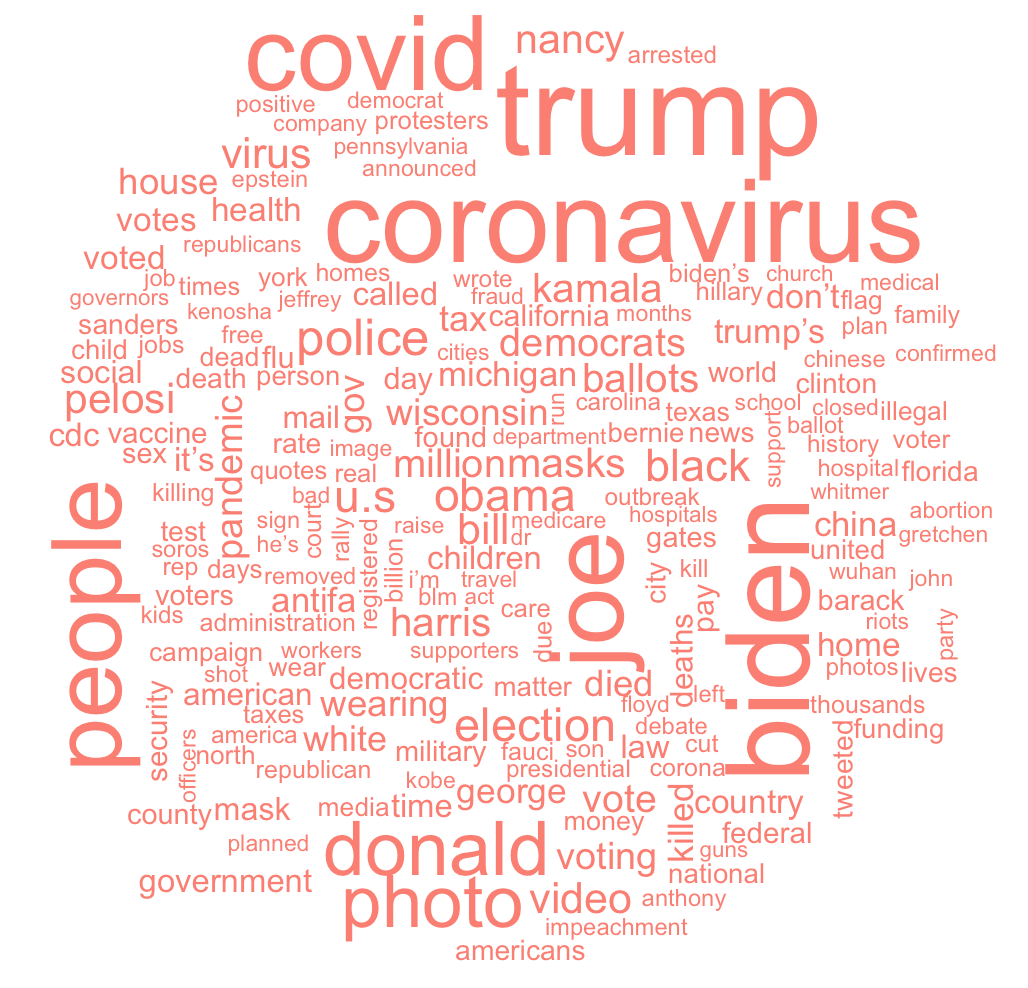 covid
nancy
arrested
trump
positive
democrat
company
protesters
virus
pennsylvania
announced
house
epstein
coronavirus
votes
health
voted
republicans
job
times
york
homes
wrote
biden’s
church
medical
governors
kenosha
jeffrey
called
fraud
kamala
hillary
don’t
flag
sanders
free
tax
california
months
trump’s
plan
family
child
jobs
dead
flu
police
cities
democrats
chinese
confirmed
social
death
person
day
michigan
ballots
world
clinton
pelosi
mail
gov
wisconsin
run
carolina
texas
school
closed
illegal
cdc
vaccine
pandemic
rate
image
found
department
bernie
news
support
ballot
history
voter
sex
it’s
quotes
real
million
masks
black
hospital
florida
killing
bad
u.s
obama
outbreak
whitmer
abortion
people
test
sign
court
rally
registered
raise
bill
dr
medicare
hospitals
gates
biden
china
gretchen
soros
he’s
children
joe
united
rep
days
removed
billion
i’m
travel
city
kill
wuhan
john
kids
voters
antifa
blm
act
care
pay
barack
riots
party
administration
harris
due
deaths
home
campaign
workers
supporters
photos
lives
shot
wear
democratic
matter
died
left
security
american
wearing
floyd
thousands
taxes
election
debate
tweeted
funding
officers
north
america
white
military
fauci
son
law
cut
republican
kobe
presidential
corona
county
mask
media
time
george
vote
killed
country
planned
donald
money
federal
voting
guns
government
photo
video
national
anthony
impeachment
americans